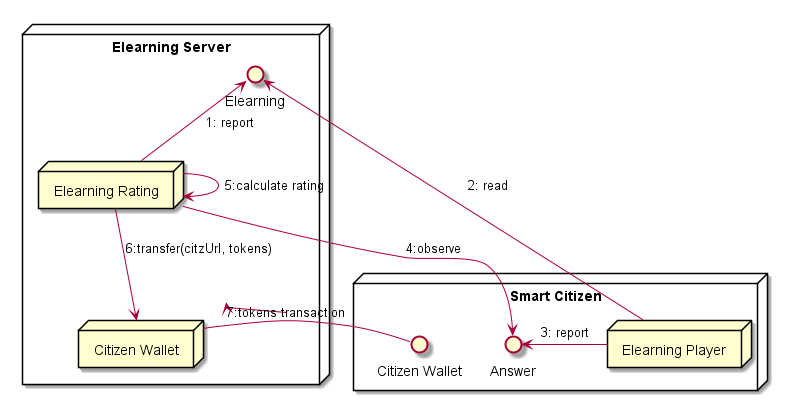 Elearning Server
Elearning
1: report
2: read
Elearning Rating
5:calculate rating
6:transfer(citzUrl, tokens)
4:observe
Smart Citizen
7:tokens transaction
3: report
Citizen Wallet
Elearning Player
Citizen Wallet
Answer